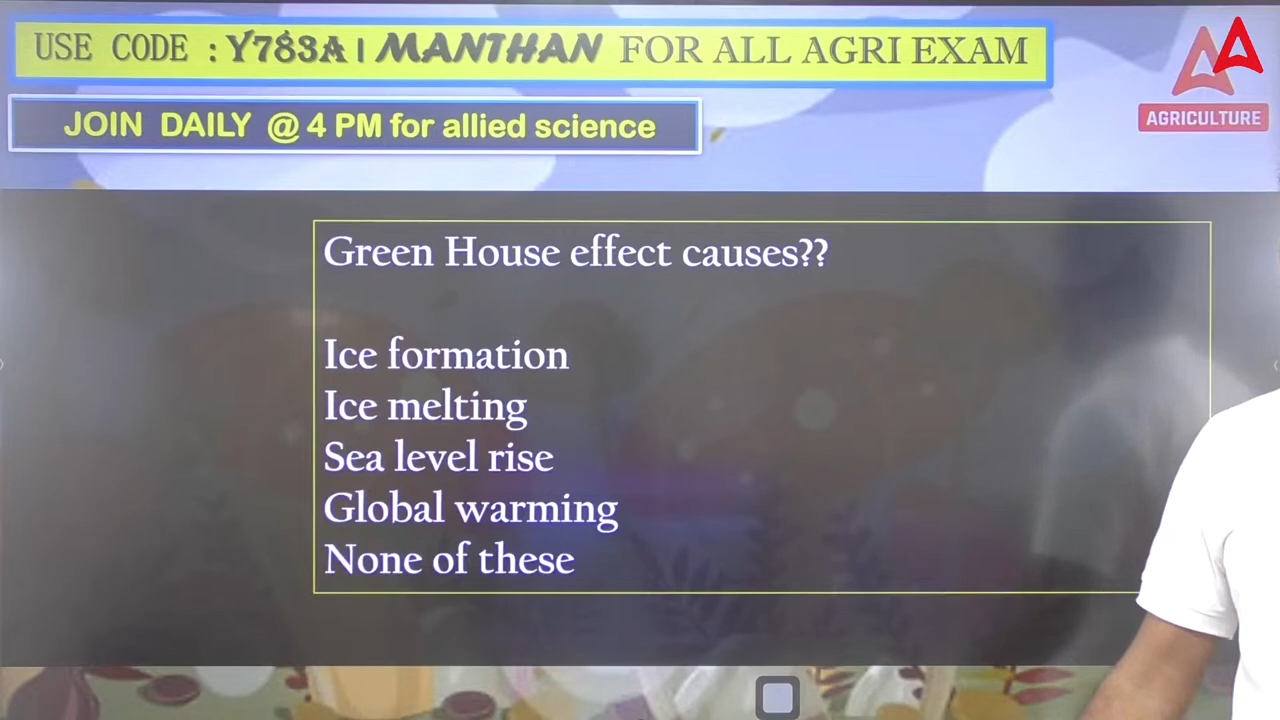 USE CODE : Y783A | MANTHAN FOR ALL AGRI EXAM
JOIN DAILY @ 4 PM for allied science
AGRICULTURE
Green House effect causes??
Ice formation
Ice melting
Sea level rise
Global warming
None of these